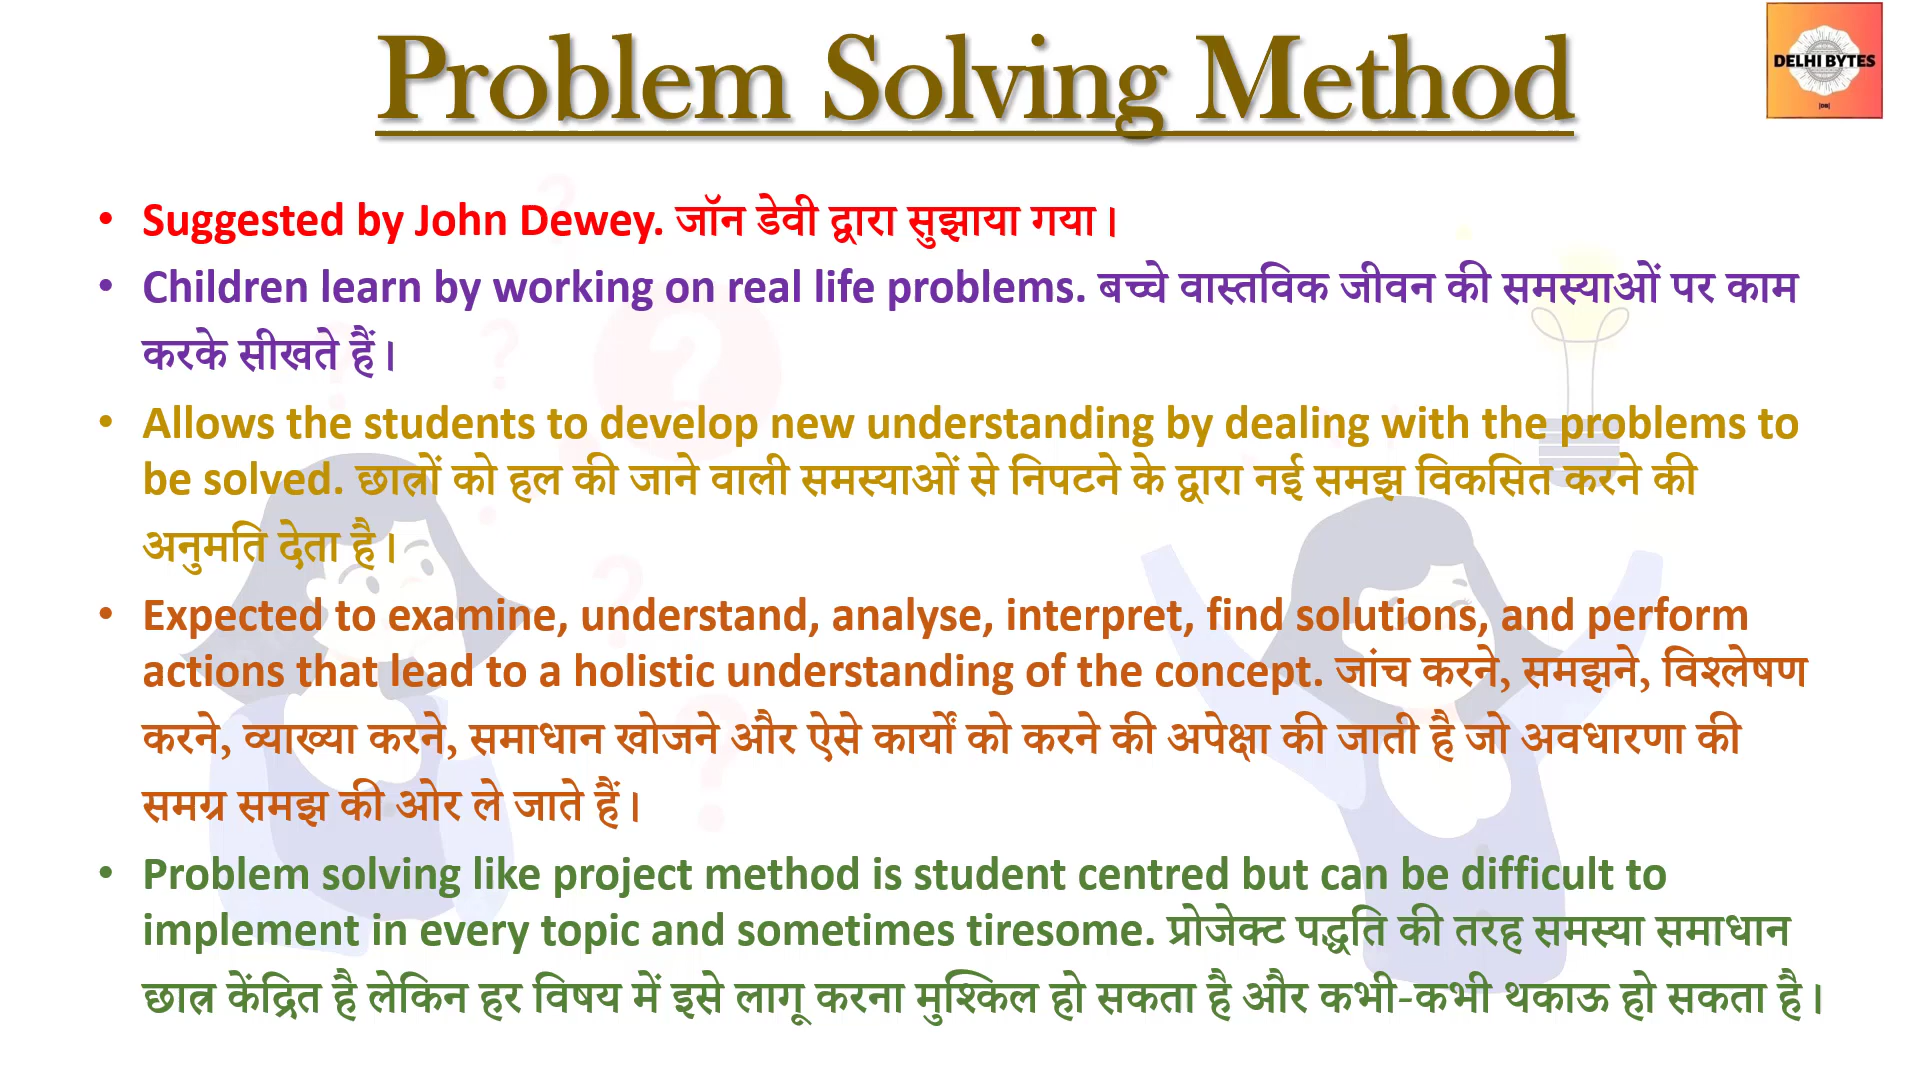 Problem Solving Method
DELHI BYTES
|DB|
• Suggested by John Dewey. जॉन डेवी द्वारा सुझाया गया।
• Children learn by working on real life problems. बच्चे वास्तविक जीवन की समस्याओं पर काम
करके सीखते हैं।
• Allows the students to develop new understanding by dealing with the problems to
be solved. छात्रों को हल की जाने वाली समस्याओं से निपटने के द्वारा नई समझ विकसित करने की
अनुमति देता है।
• Expected to examine, understand, analyse, interpret, find solutions, and perform
actions that lead to a holistic understanding of the concept. जांच करने, समझने, विश्लेषण
करने, व्याख्या करने, समाधान खोजने और ऐसे कार्यों को करने की अपेक्षा की जाती है जो अवधारणा की
समग्र समझ की ओर ले जाते हैं।
• Problem solving like project method is student centred but can be difficult to
implement in every topic and sometimes tiresome. प्रोजेक्ट पद्धति की तरह समस्या समाधान
छात्र केंद्रित है लेकिन हर विषय में इसे लागू करना मुश्किल हो सकता है और कभी-कभी थकाऊ हो सकता है।